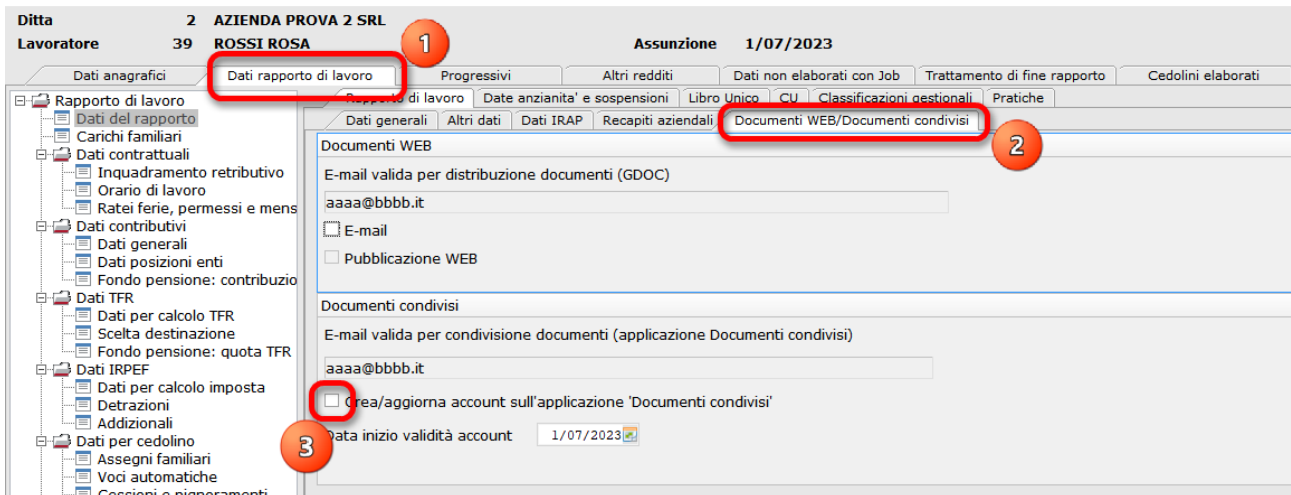 Ditta 2 AZIENDA PROVA 2 SRL
Lavoratore 39 ROSSI ROSA Assunzione 1/07/2023
1
Dati anagrafici Dati rapporto di lavoro Progressivi Altri redditi Dati non elaborati con Job Trattamento di fine rapporto Cedolini elaborati
Rapporto di lavoro Date anzianita' e sospensioni Libro Unico CU Classificazioni gestionali Pratiche
Dati generali Altri dati Dati IRAP Recapiti aziendali Documenti WEB/Documenti condivisi
2
Rapporto di lavoro
Dati del rapporto
Carichi familiari
Dati contrattuali
Inquadramento retributivo
Orario di lavoro
Ratei ferie, permessi e mens
Dati contributivi
Dati generali
Dati posizioni enti
Fondo pensione: contribuzio
Dati TFR
Dati per calcolo TFR
Scelta destinazione
Fondo pensione: quota TFR
Dati IRPEF
Dati per calcolo imposta
Detrazioni
Addizionali
Dati per cedolino
Assegni familiari
Voci automatiche
Cessioni e pignoramenti
Documenti WEB
E-mail valida per distribuzione documenti (GDOC)
aaaa@bbbb.it
E-mail
Pubblicazione WEB
Documenti condivisi
E-mail valida per condivisione documenti (applicazione Documenti condivisi)
aaaa@bbbb.it
Crea/aggiorna account sull'applicazione 'Documenti condivisi'
3
Data inizio validità account 1/07/2023